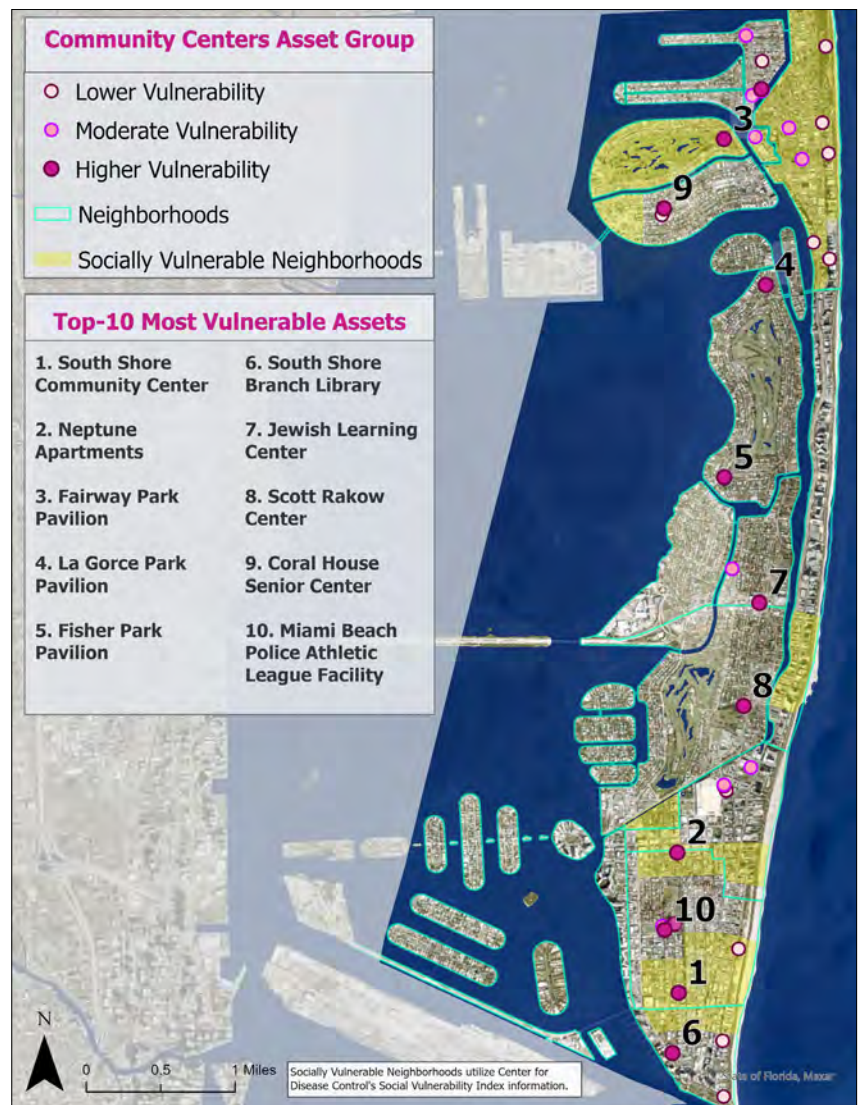 Community Centers Asset Group
Lower Vulnerability
Moderate Vulnerability
Higher Vulnerability
Neighborhoods
Socially Vulnerable Neighborhoods
Top-10 Most Vulnerable Assets
1. South Shore
Community Center
2. Neptune
Apartments
3. Fairway Park
Pavilion
4. La Gorce Park
Pavilion
5. Fisher Park
Pavilion
6. South Shore
Branch Library
7. Jewish Learning
Center
8. Scott Rakow
Center
9. Coral House
Senior Center
10. Miami Beach
Police Athletic
League Facility
3
9
4
5
7
8
2
10
1
6
N
0 0.5 1 Miles
Socially Vulnerable Neighborhoods utilize Center for
Disease Control's Social Vulnerability Index information.
of Florida, Maxar